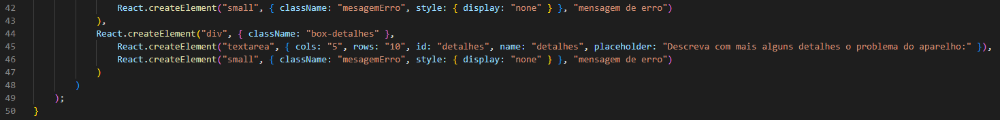 42 React.createElement("small", { className: "mesagemErro", style: { display: "none" } }, "mensagem de erro")
43 ),
44 React.createElement("div", { className: "box-detalhes" },
45 React.createElement("textarea", { cols: "5", rows: "10", id: "detalhes", name: "detalhes", placeholder: "Descreva com mais alguns detalhes o problema do aparelho:" }),
46 React.createElement("small", { className: "mesagemErro", style: { display: "none" } }, "mensagem de erro")
47 )
48 )
49 );
50 }